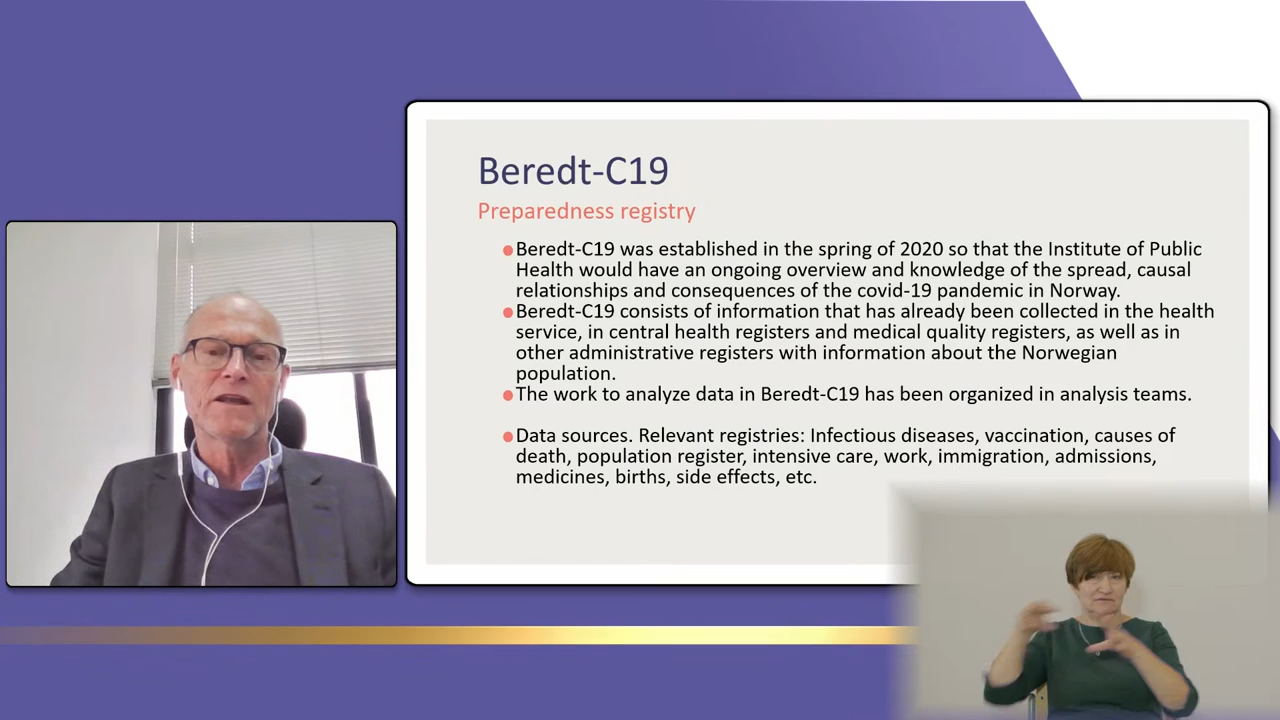 Beredt-C19
Preparedness registry
Beredt-C19 was established in the spring of 2020 so that the Institute of Public
Health would have an ongoing overview and knowledge of the spread, causal
relationships and consequences of the covid-19 pandemic in Norway.
Beredt-C19 consists of information that has already been collected in the health
service, in central health registers and medical quality registers, as well as in
other administrative registers with information about the Norwegian
population.
The work to analyze data in Beredt-C19 has been organized in analysis teams.
Data sources. Relevant registries: Infectious diseases, vaccination, causes of
death, population register, intensive care, work, immigration, admissions,
medicines, births, side effects, etc.